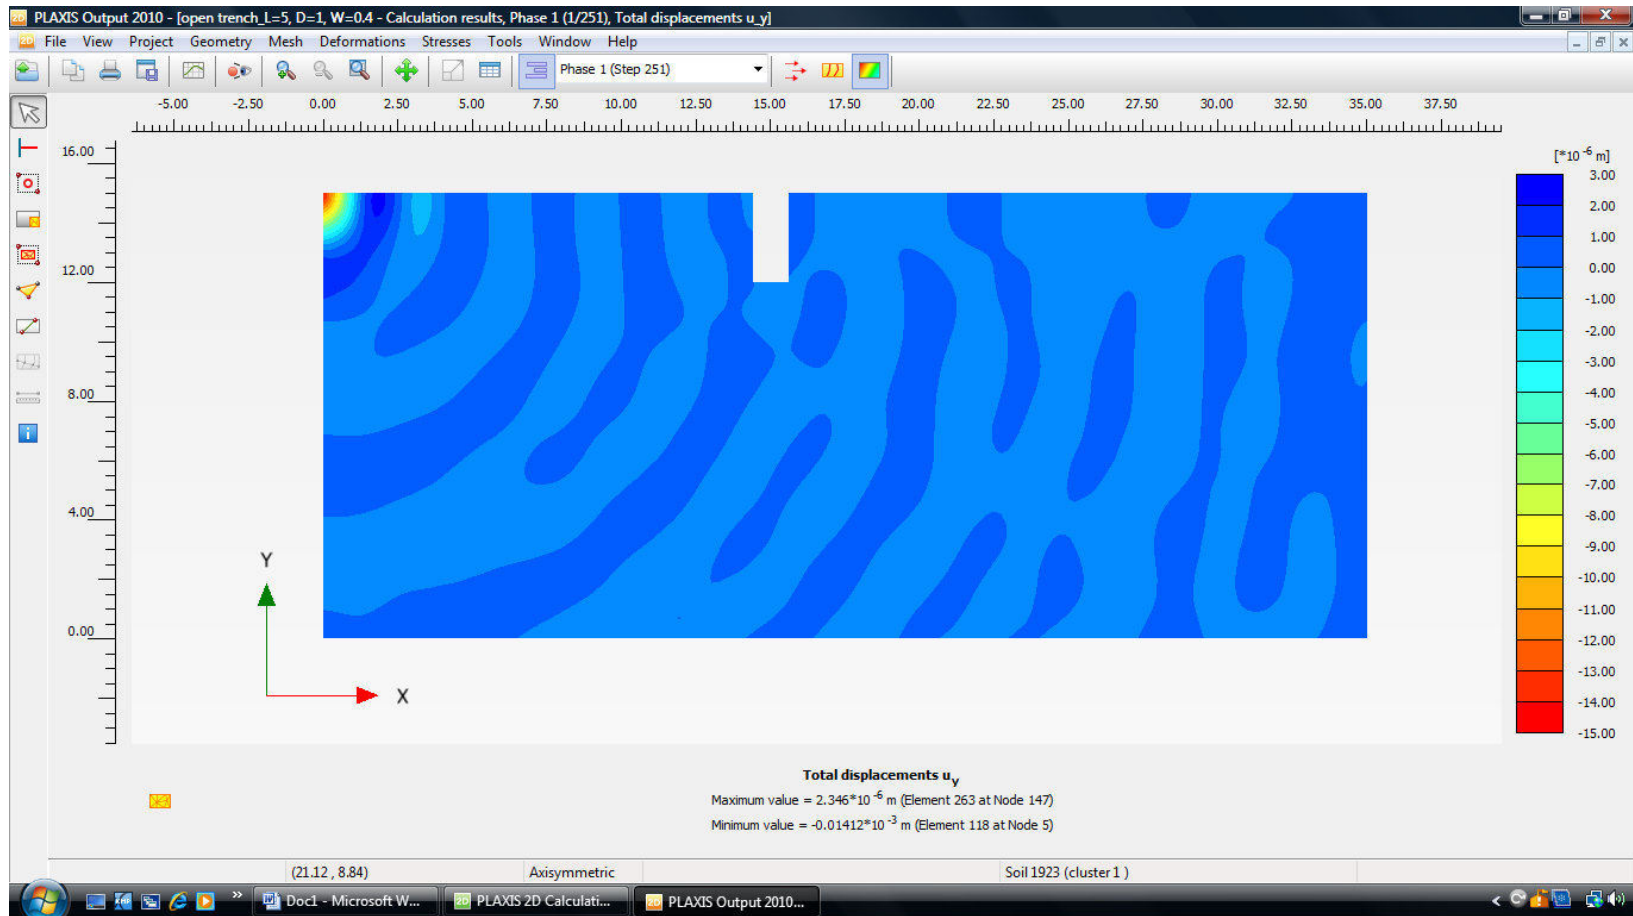 PLAXIS Output 2010 - [open trench_L=5, D=1, W=0.4 - Calculation results, Phase 1 (1/251), Total displacements u_y]
File View Project Geometry Mesh Deformations Stresses Tools Window Help
Phase 1 (Step 251)
-5.00 -2.50 0.00 2.50 5.00 7.50 10.00 12.50 15.00 17.50 20.00 22.50 25.00 27.50 30.00 32.50 35.00 37.50
16.00
12.00
8.00
4.00
0.00
Y
X
[*10 -6 m]
3.00
2.00
1.00
0.00
-1.00
-2.00
-3.00
-4.00
-5.00
-6.00
-7.00
-8.00
-9.00
-10.00
-11.00
-12.00
-13.00
-14.00
-15.00
Total displacements uy
Maximum value = 2.346*10 -6 m (Element 263 at Node 147)
Minimum value = -0.01412*10 -3 m (Element 118 at Node 5)
(21.12 , 8.84) Axisymmetric Soil 1923 (cluster 1 )
» Doc1 - Microsoft W... PLAXIS 2D Calculati... PLAXIS Output 2010...